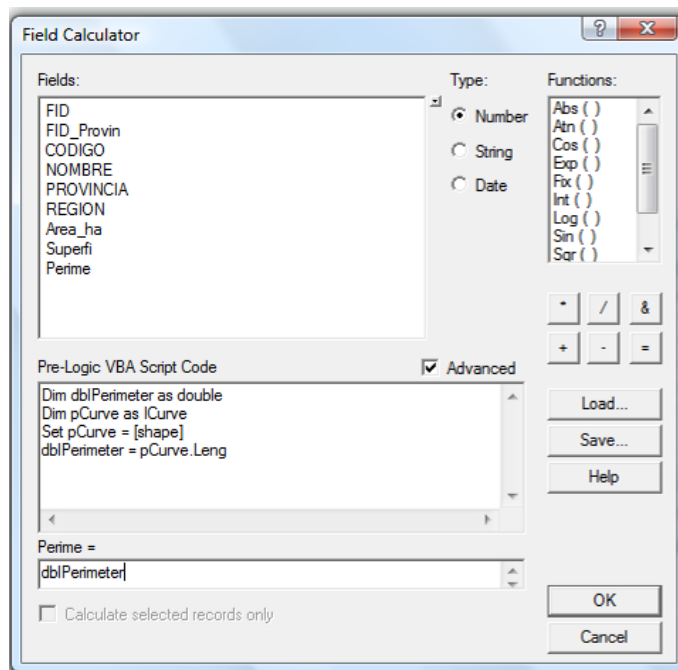 Field Calculator
Fields:
FID
FID_Provin
CODIGO
NOMBRE
PROVINCIA
REGION
Area_ha
Superfi
Perime
Type:
Number
String
Date
Functions:
Abs ( )
Atn ( )
Cos ( )
Exp ( )
Fix ( )
Int ( )
Log ( )
Sin ( )
Sqr ( )
* / &
+ - =
Pre-Logic VBA Script Code
Advanced
Dim dblPerimeter as double
Dim pCurve as ICurve
Set pCurve = [shape]
dblPerimeter = pCurve.Leng
Load...
Save...
Help
Perime =
dblPerimeter
Calculate selected records only
OK
Cancel